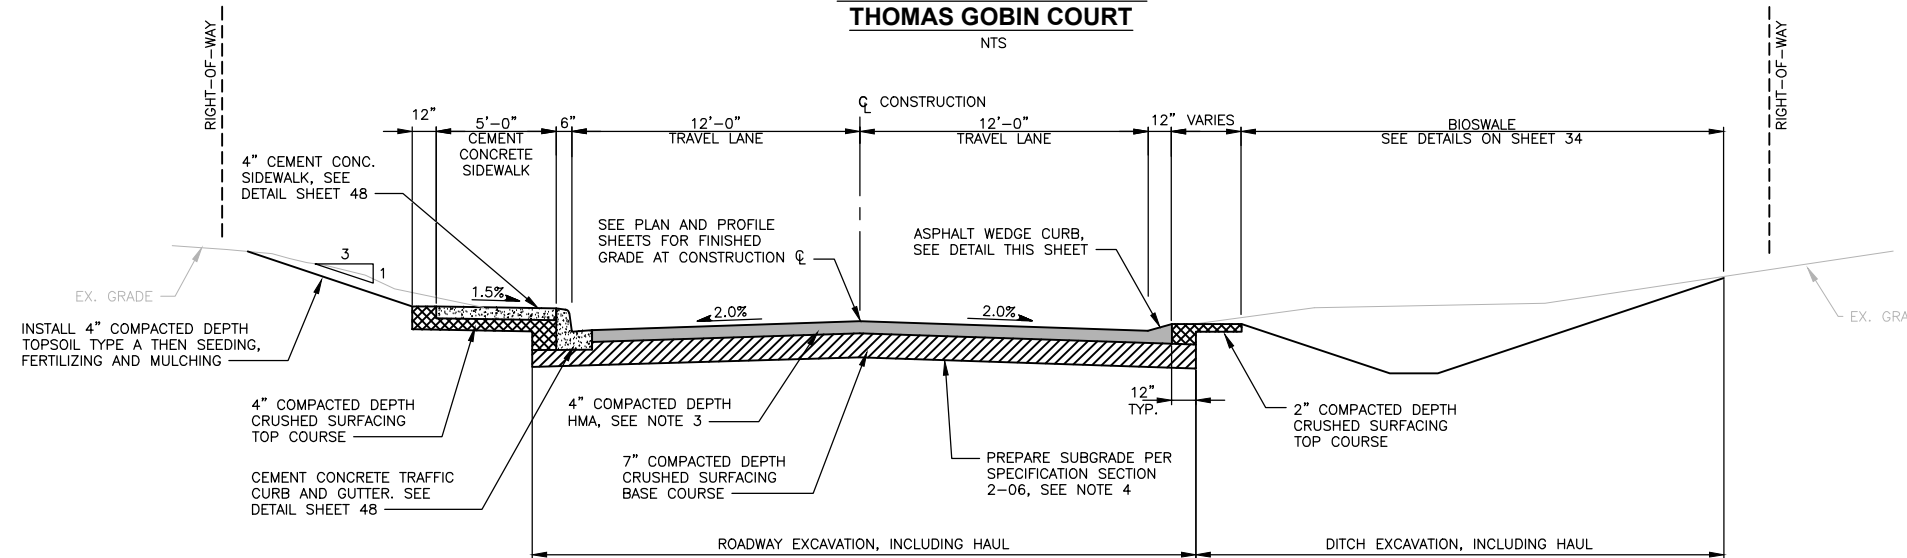 THOMAS GOBIN COURT
NTS
RIGHT-OF-WAY
RIGHT-OF-WAY
℄ CONSTRUCTION
12"
5'-0"
CEMENT
CONCRETE
SIDEWALK
6"
12'-0"
TRAVEL LANE
12'-0"
TRAVEL LANE
12"
VARIES
BIOSWALE
SEE DETAILS ON SHEET 34
4" CEMENT CONC.
SIDEWALK, SEE
DETAIL SHEET 48
SEE PLAN AND PROFILE
SHEETS FOR FINISHED
GRADE AT CONSTRUCTION ℄
ASPHALT WEDGE CURB,
SEE DETAIL THIS SHEET
3
1
EX. GRADE
1.5%
2.0%
2.0%
EX. GRA
INSTALL 4" COMPACTED DEPTH
TOPSOIL TYPE A THEN SEEDING,
FERTILIZING AND MULCHING
4" COMPACTED DEPTH
CRUSHED SURFACING
TOP COURSE
4" COMPACTED DEPTH
HMA, SEE NOTE 3
12"
TYP.
2" COMPACTED DEPTH
CRUSHED SURFACING
TOP COURSE
CEMENT CONCRETE TRAFFIC
CURB AND GUTTER. SEE
DETAIL SHEET 48
7" COMPACTED DEPTH
CRUSHED SURFACING
BASE COURSE
PREPARE SUBGRADE PER
SPECIFICATION SECTION
2-06, SEE NOTE 4
ROADWAY EXCAVATION, INCLUDING HAUL
DITCH EXCAVATION, INCLUDING HAUL